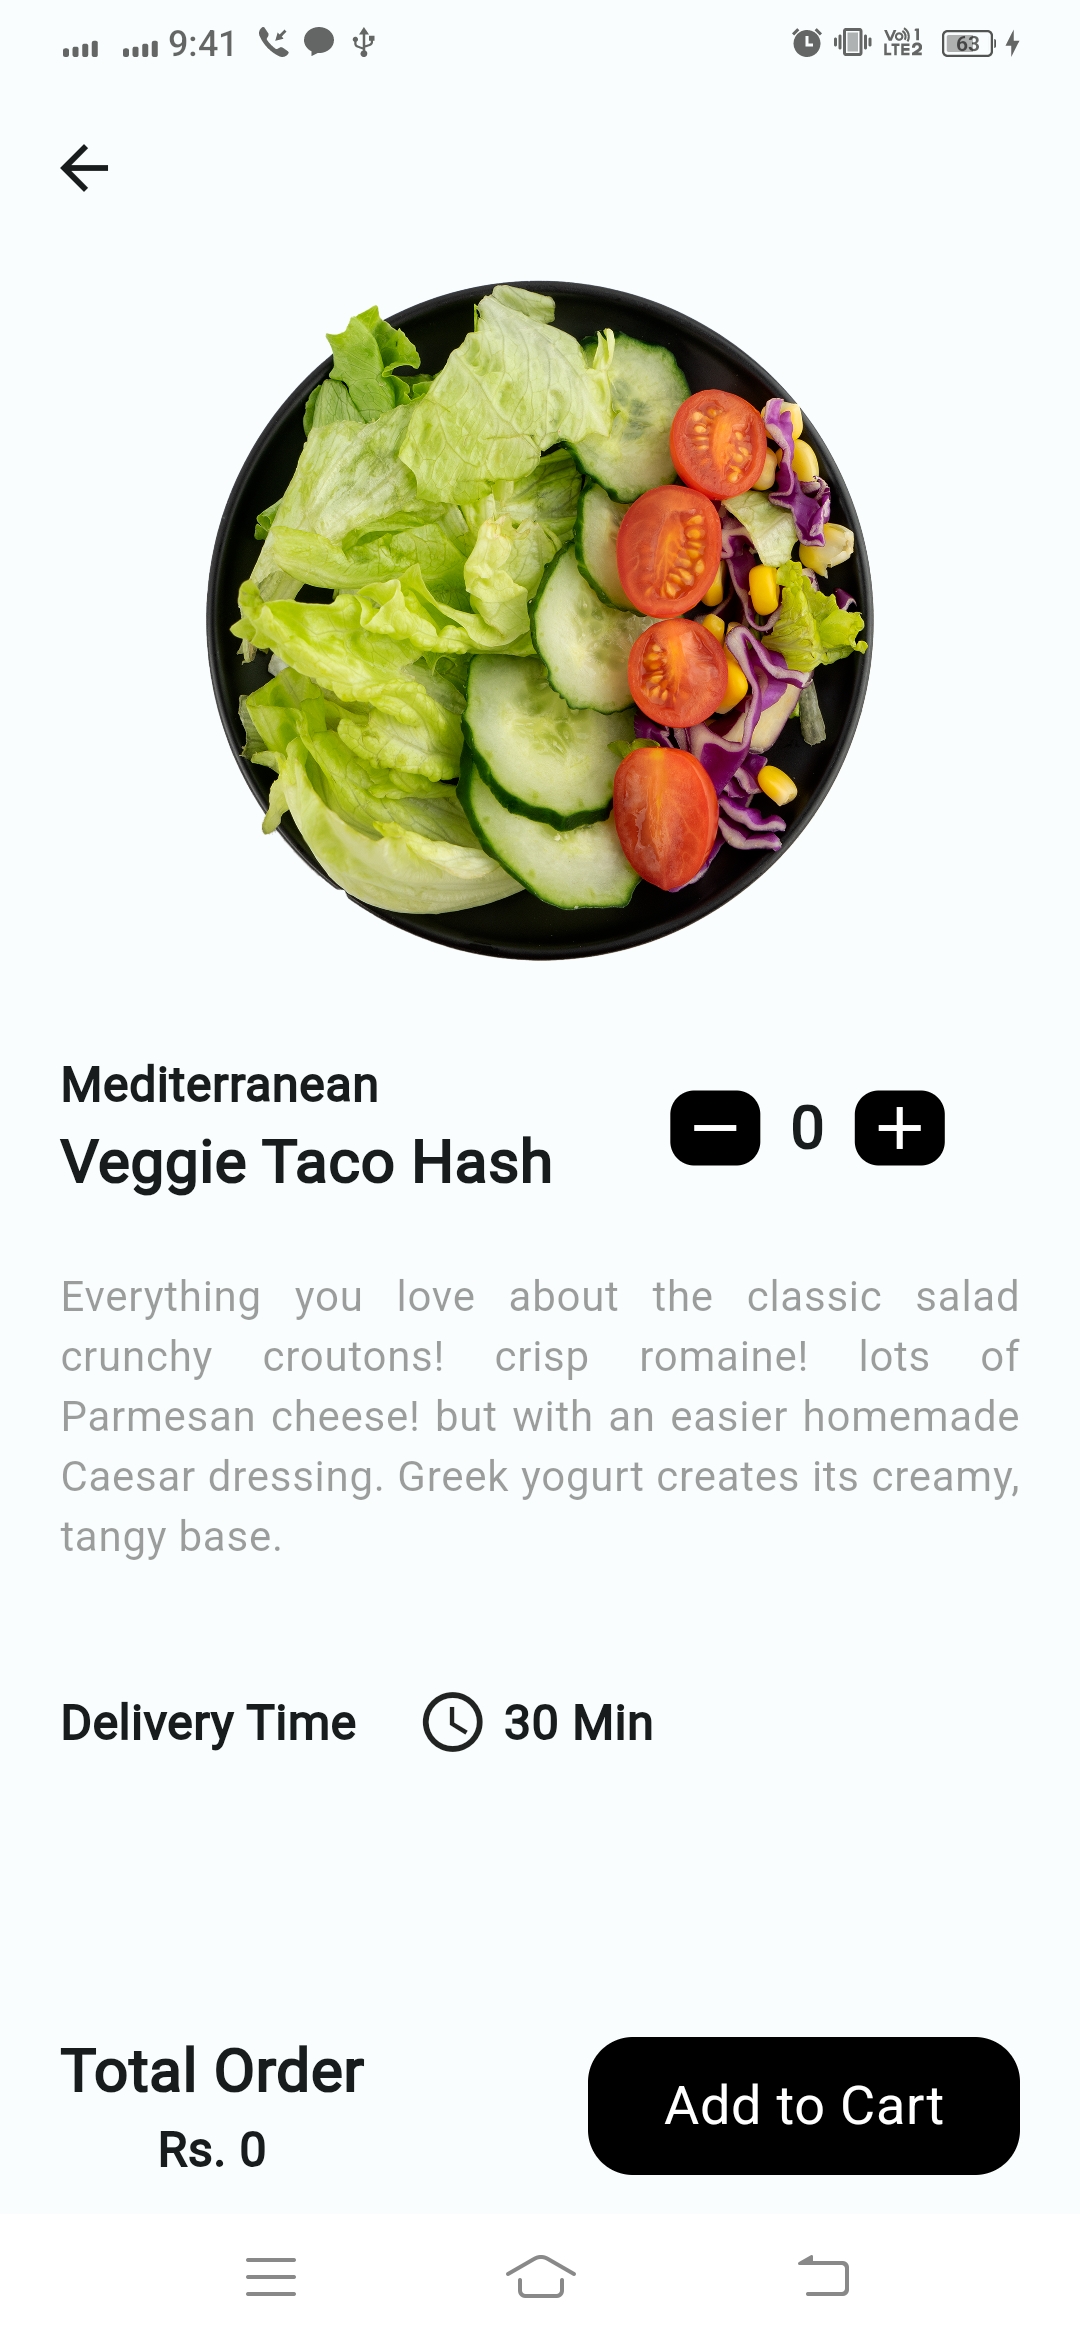 9:41 Vo)) 1 LTE2 63
Mediterranean
Veggie Taco Hash
0
Everything you love about the classic salad
crunchy croutons! crisp romaine! lots of
Parmesan cheese! but with an easier homemade
Caesar dressing. Greek yogurt creates its creamy,
tangy base.
Delivery Time 30 Min
Total Order
Rs. 0
Add to Cart